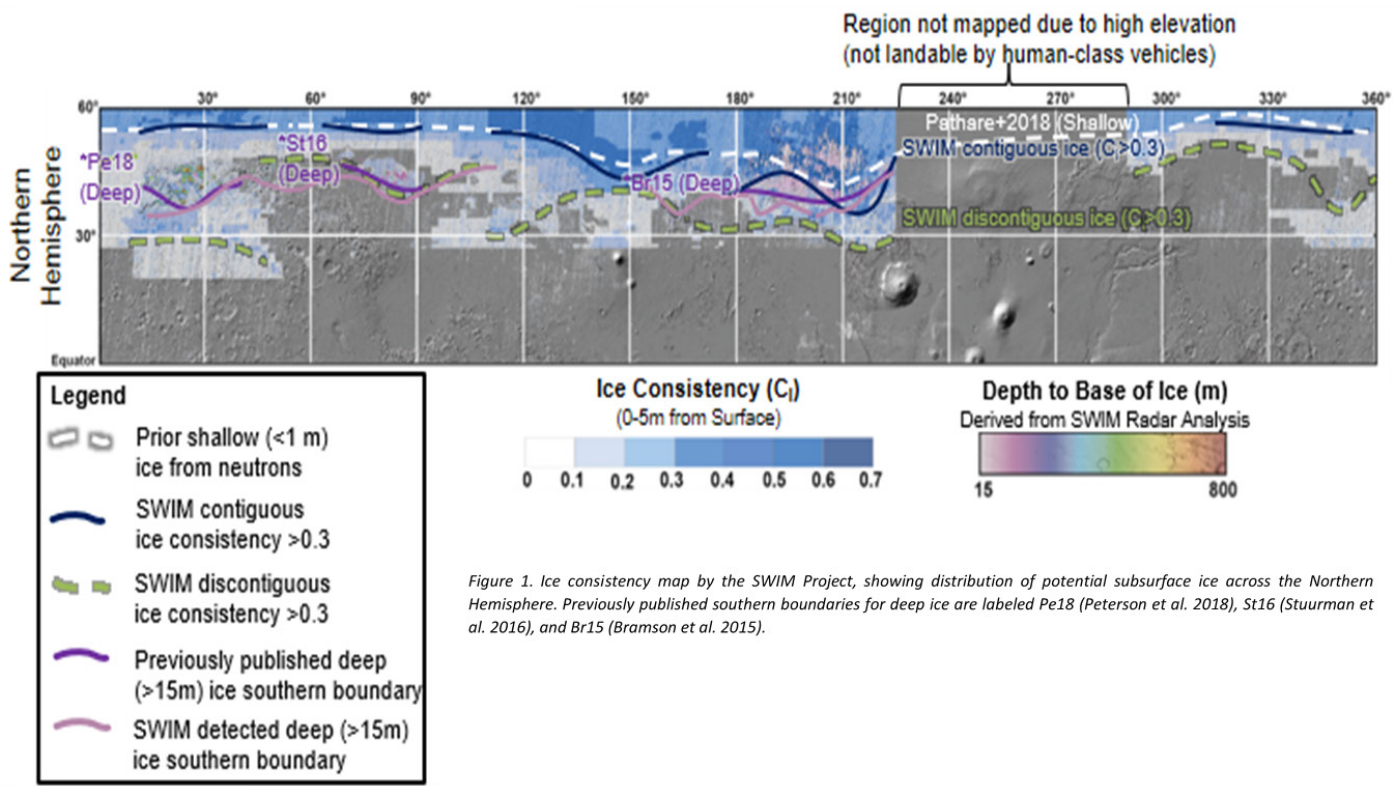 Region not mapped due to high elevation
(not landable by human-class vehicles)
30° 60° 90° 120° 150° 180° 210° 240° 270° 300° 330° 360°
60°
Pathare+2018 (Shallow)
*St16
(Deep)
SWIM contiguous ice (C >0.3)
*Pe18
(Deep)
*Br15 (Deep)
SWIM discontiguous ice (C >0.3)
30°
Northern
Hemisphere
Equator
Legend
Prior shallow (<1 m)
ice from neutrons
SWIM contiguous
ice consistency >0.3
SWIM discontiguous
ice consistency >0.3
Previously published deep
(>15m) ice southern boundary
SWIM detected deep (>15m)
ice southern boundary
Ice Consistency (CI)
(0-5m from Surface)
0 0.1 0.2 0.3 0.4 0.5 0.6 0.7
Depth to Base of Ice (m)
Derived from SWIM Radar Analysis
15 800
Figure 1. Ice consistency map by the SWIM Project, showing distribution of potential subsurface ice across the Northern
Hemisphere. Previously published southern boundaries for deep ice are labeled Pe18 (Peterson et al. 2018), St16 (Stuurman et
al. 2016), and Br15 (Bramson et al. 2015).